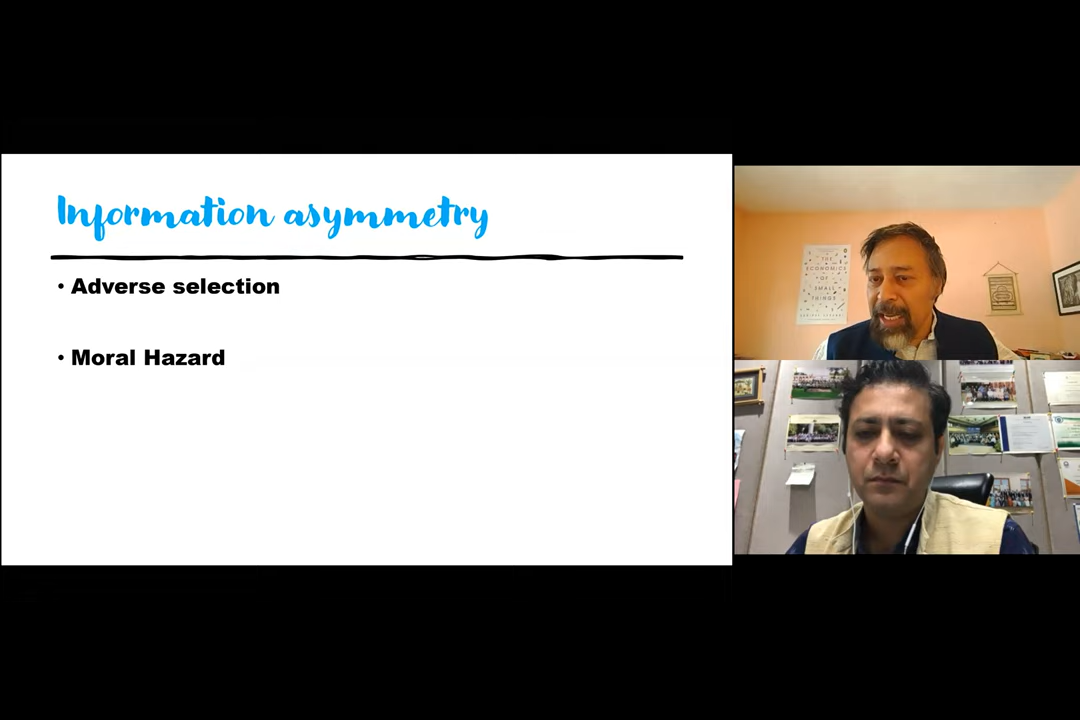 Information asymmetry
• Adverse selection
• Moral Hazard
THE
ECONOMICS
OF
SMALL
THINGS